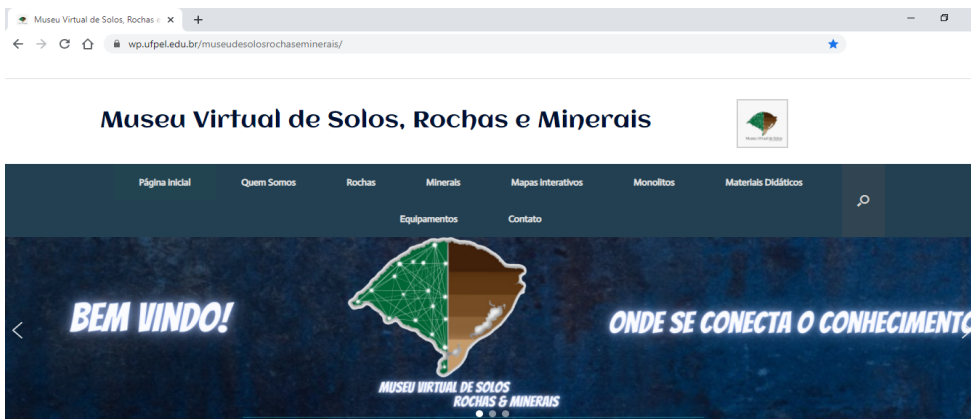 Museu Virtual de Solos, Rochas e
wp.ufpel.edu.br/museudesolosrochaseminerais/
Museu Virtual de Solos, Rochas e Minerais
Página inicial Quem Somos Rochas Minerais Mapas interativos Monolitos Materiais Didáticos
Equipamentos Contato
BEM VINDO!
ONDE SE CONECTA O CONHECIMENTO
MUSEU VIRTUAL DE SOLOS
ROCHAS & MINERAIS